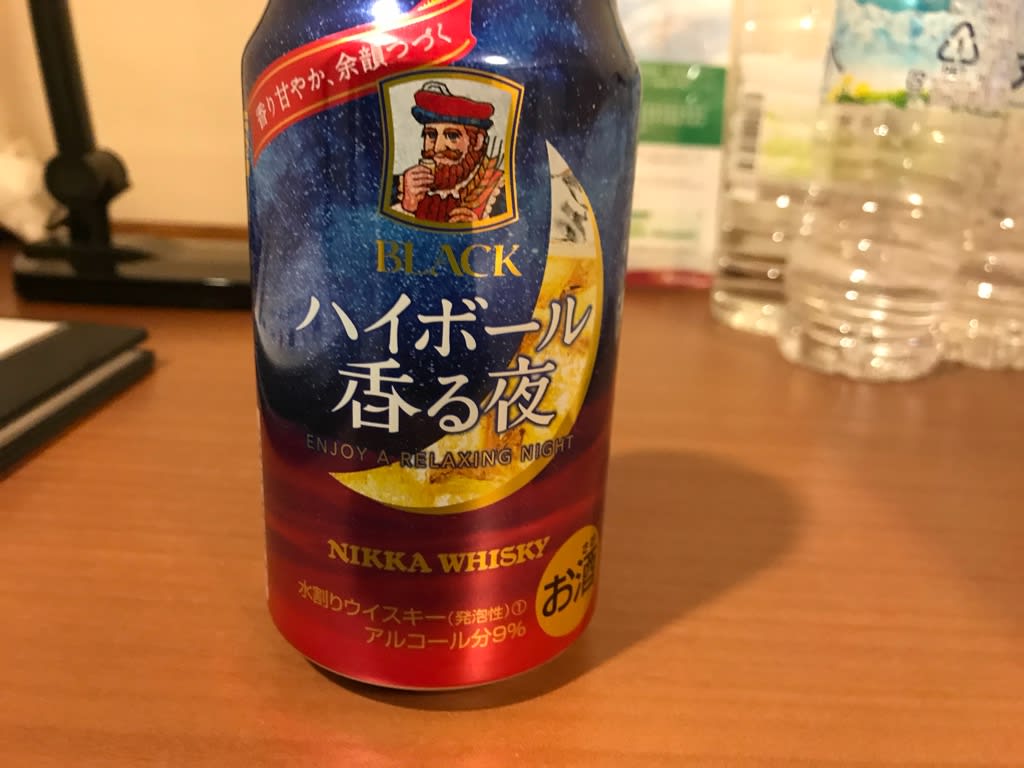 香り甘やか、余韻つづく
BLACK
ハイボール
香る夜
ENJOY A RELAXING NIGHT
NIKKA WHISKY
水割りウイスキー(発泡性)①
アルコール分9%
お酒